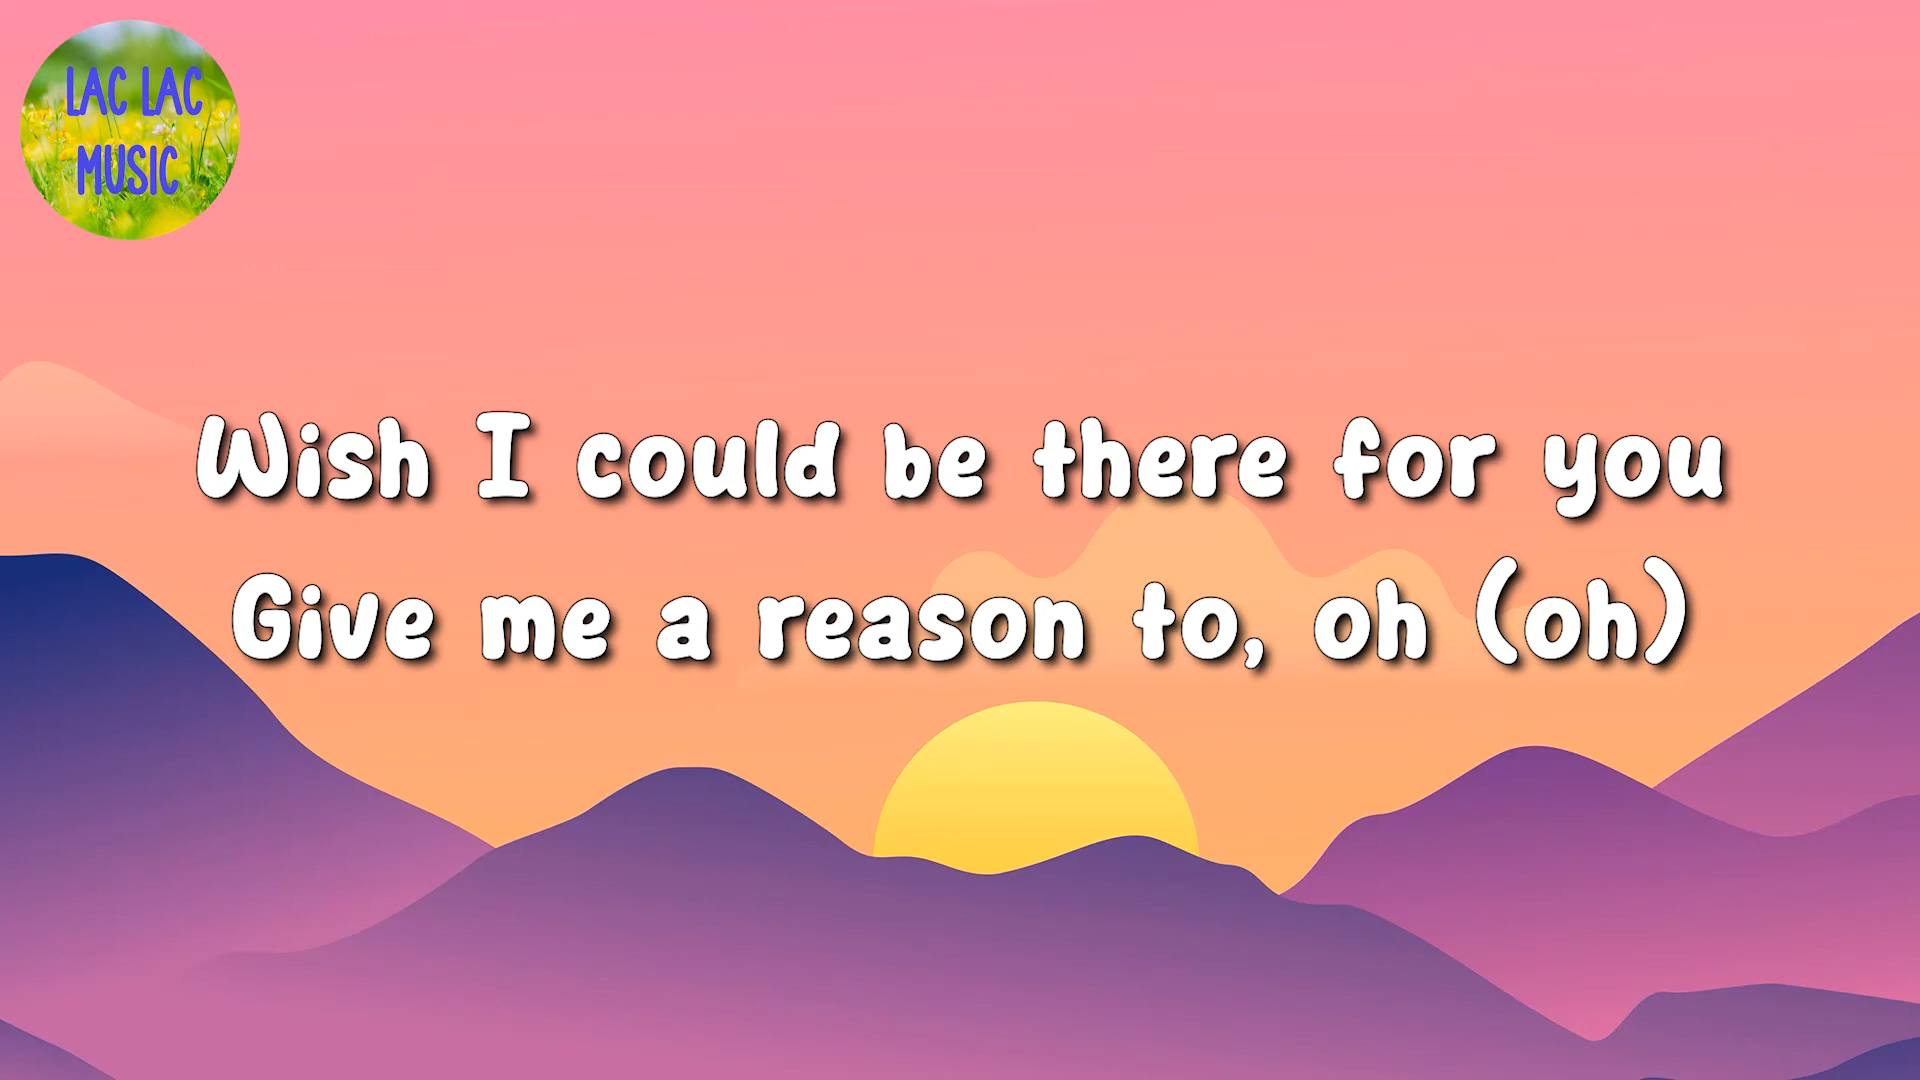 LAC LAC
MUSIC
Wish I could be there for you
Give me a reason to, oh (oh)